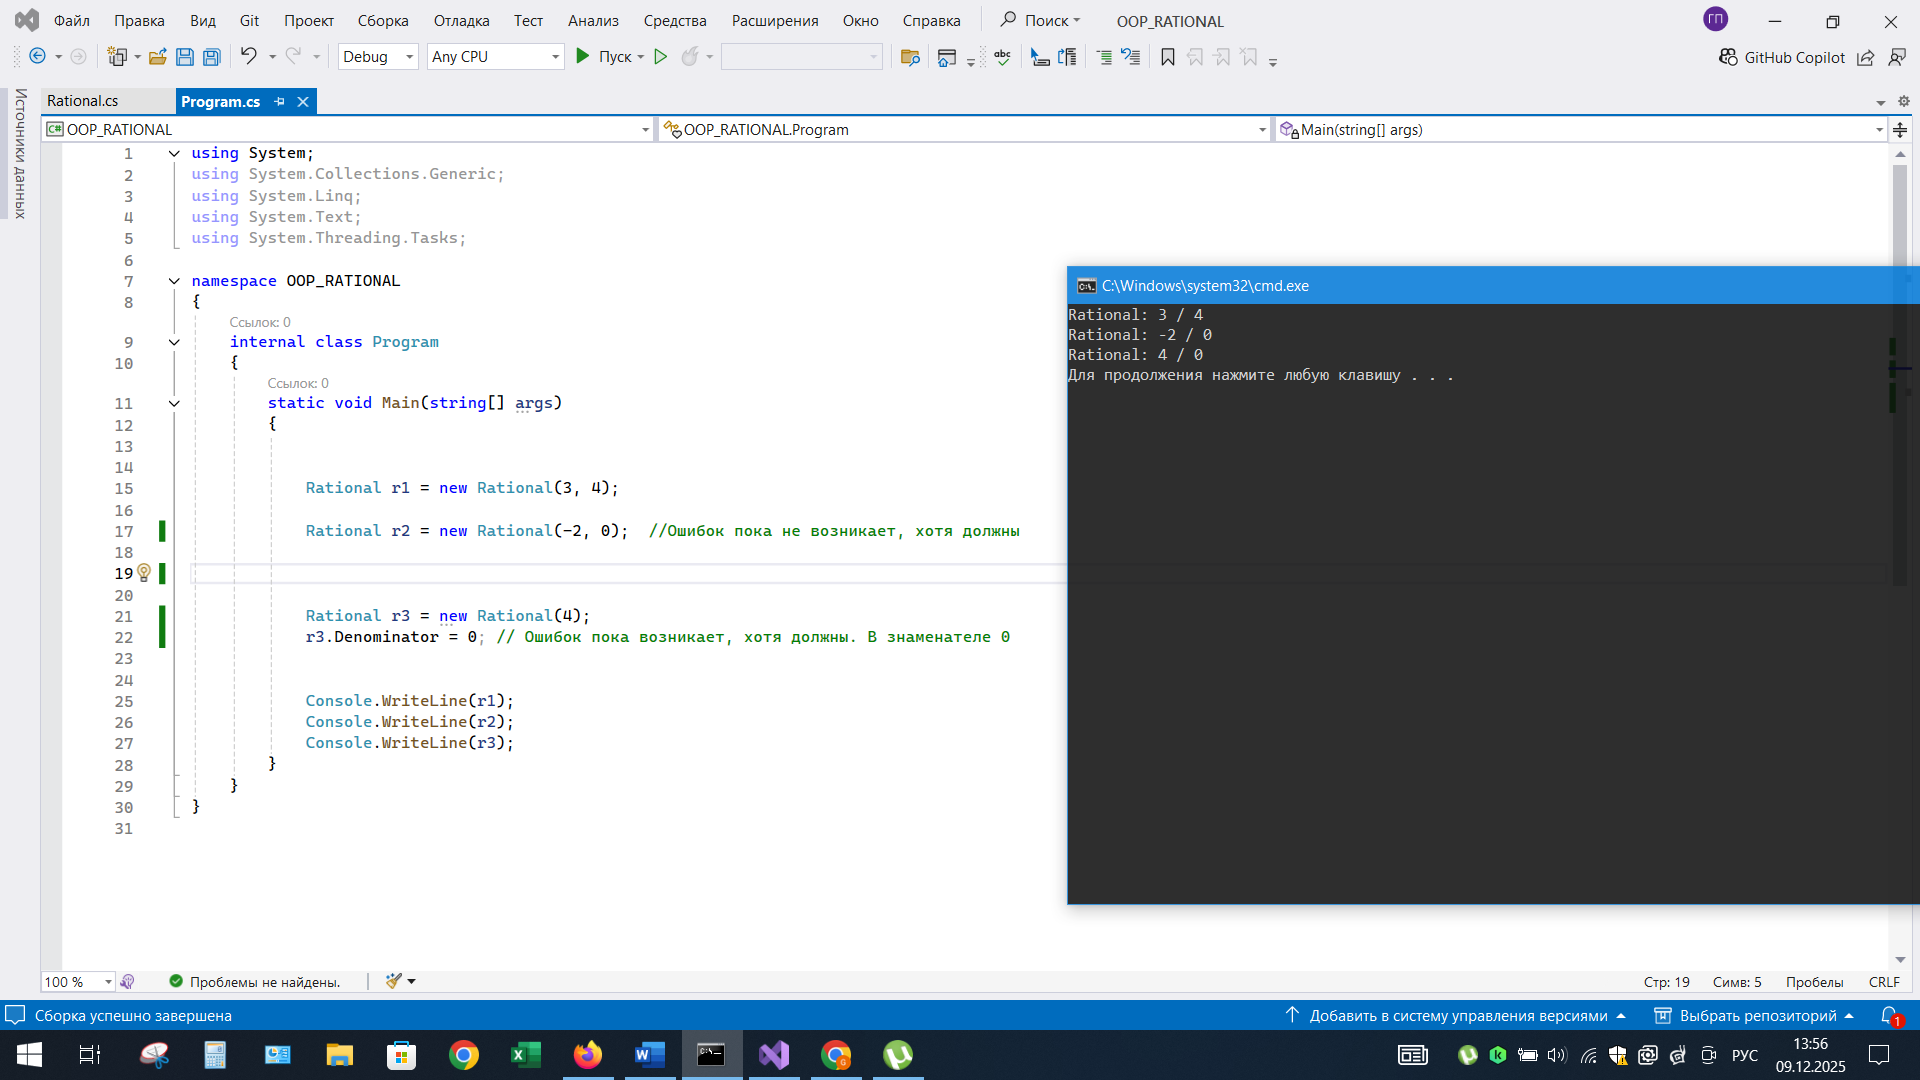 Файл Правка Вид Git Проект Сборка Отладка Тест Анализ Средства Расширения Окно Справка Поиск OOP_RATIONAL ГП
Debug Any CPU Пуск abc GitHub Copilot
Источники данных
Rational.cs Program.cs
C# OOP_RATIONAL OOP_RATIONAL.Program Main(string[] args)
1 using System;
2 using System.Collections.Generic;
3 using System.Linq;
4 using System.Text;
5 using System.Threading.Tasks;
6
7 namespace OOP_RATIONAL
8 {
Ссылок: 0
9 internal class Program
10 {
Ссылок: 0
11 static void Main(string[] args)
12 {
13
14
15 Rational r1 = new Rational(3, 4);
16
17 Rational r2 = new Rational(-2, 0); //Ошибок пока не возникает, хотя должны
18
19
20
21 Rational r3 = new Rational(4);
22 r3.Denominator = 0; // Ошибок пока возникает, хотя должны. В знаменателе 0
23
24
25 Console.WriteLine(r1);
26 Console.WriteLine(r2);
27 Console.WriteLine(r3);
28 }
29 }
30 }
31
C:\Windows\system32\cmd.exe
Rational: 3 / 4
Rational: -2 / 0
Rational: 4 / 0
Для продолжения нажмите любую клавишу . . .
100 % Проблемы не найдены. Стр: 19 Симв: 5 Пробелы CRLF
Сборка успешно завершена Добавить в систему управления версиями Выбрать репозиторий 1
РУС 13:56
09.12.2025